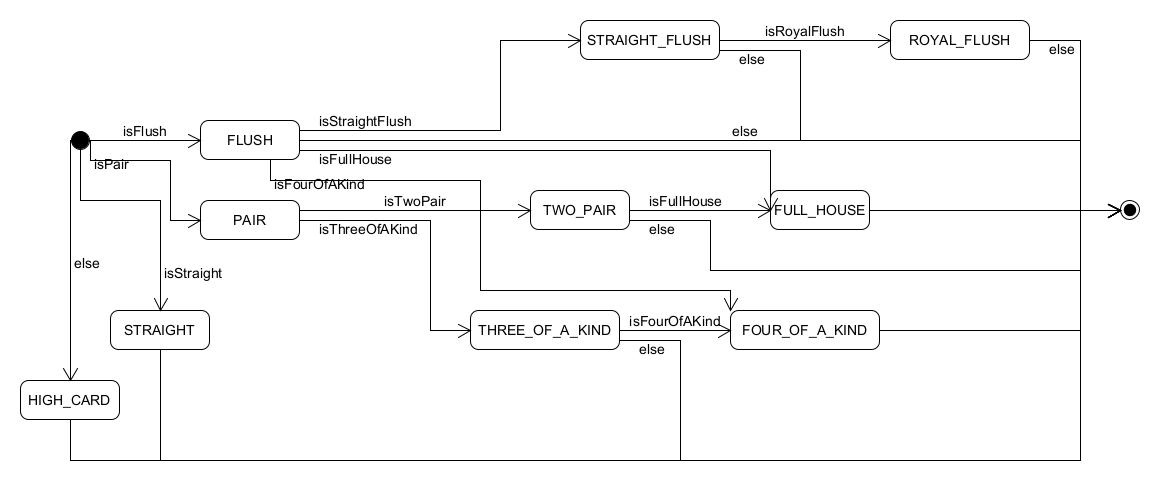 isRoyalFlush
STRAIGHT_FLUSH
ROYAL_FLUSH
else
else
isStraightFlush
isFlush
else
FLUSH
isFullHouse
isPair
isFourOfAKind
isTwoPair
isFullHouse
TWO_PAIR
FULL_HOUSE
PAIR
isThreeOfAKind
else
else
isStraight
isFourOfAKind
STRAIGHT
THREE_OF_A_KIND
FOUR_OF_A_KIND
else
HIGH_CARD